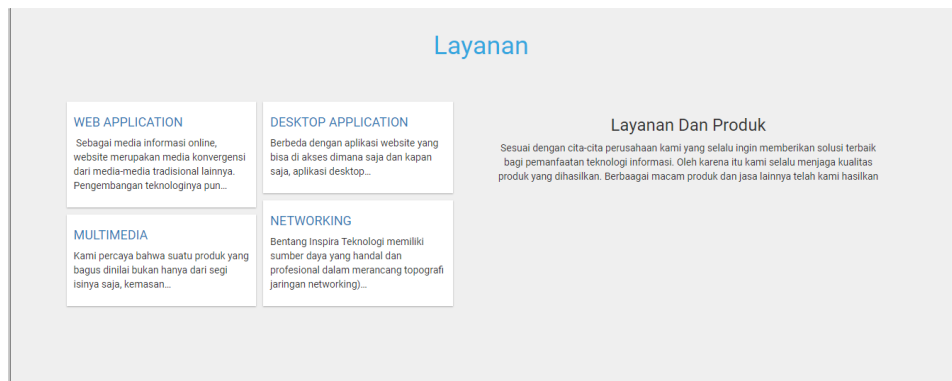 Layanan
WEB APPLICATION
Sebagai media informasi online,
website merupakan media konvergensi
dari media-media tradisional lainnya.
Pengembangan teknologinya pun...
MULTIMEDIA
Kami percaya bahwa suatu produk yang
bagus dinilai bukan hanya dari segi
isinya saja, kemasan...
DESKTOP APPLICATION
Berbeda dengan aplikasi website yang
bisa di akses dimana saja dan kapan
saja, aplikasi desktop...
NETWORKING
Bentang Inspira Teknologi memiliki
sumber daya yang handal dan
profesional dalam merancang topografi
jaringan networking)...
Layanan Dan Produk
Sesuai dengan cita-cita perusahaan kami yang selalu ingin memberikan solusi terbaik
bagi pemanfaatan teknologi informasi. Oleh karena itu kami selalu menjaga kualitas
produk yang dihasilkan. Berbaagai macam produk dan jasa lainnya telah kami hasilkan